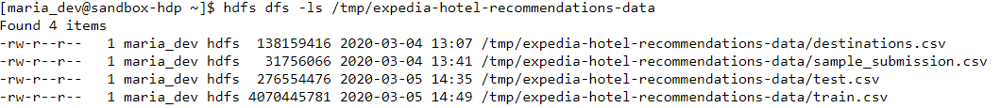 [maria_dev@sandbox-hdp ~]$ hdfs dfs -ls /tmp/expedia-hotel-recommendations-data
Found 4 items
-rw-r--r--   1 maria_dev hdfs  138159416 2020-03-04 13:07 /tmp/expedia-hotel-recommendations-data/destinations.csv
-rw-r--r--   1 maria_dev hdfs   31756066 2020-03-04 13:41 /tmp/expedia-hotel-recommendations-data/sample_submission.csv
-rw-r--r--   1 maria_dev hdfs  276554476 2020-03-05 14:35 /tmp/expedia-hotel-recommendations-data/test.csv
-rw-r--r--   1 maria_dev hdfs 4070445781 2020-03-05 14:49 /tmp/expedia-hotel-recommendations-data/train.csv